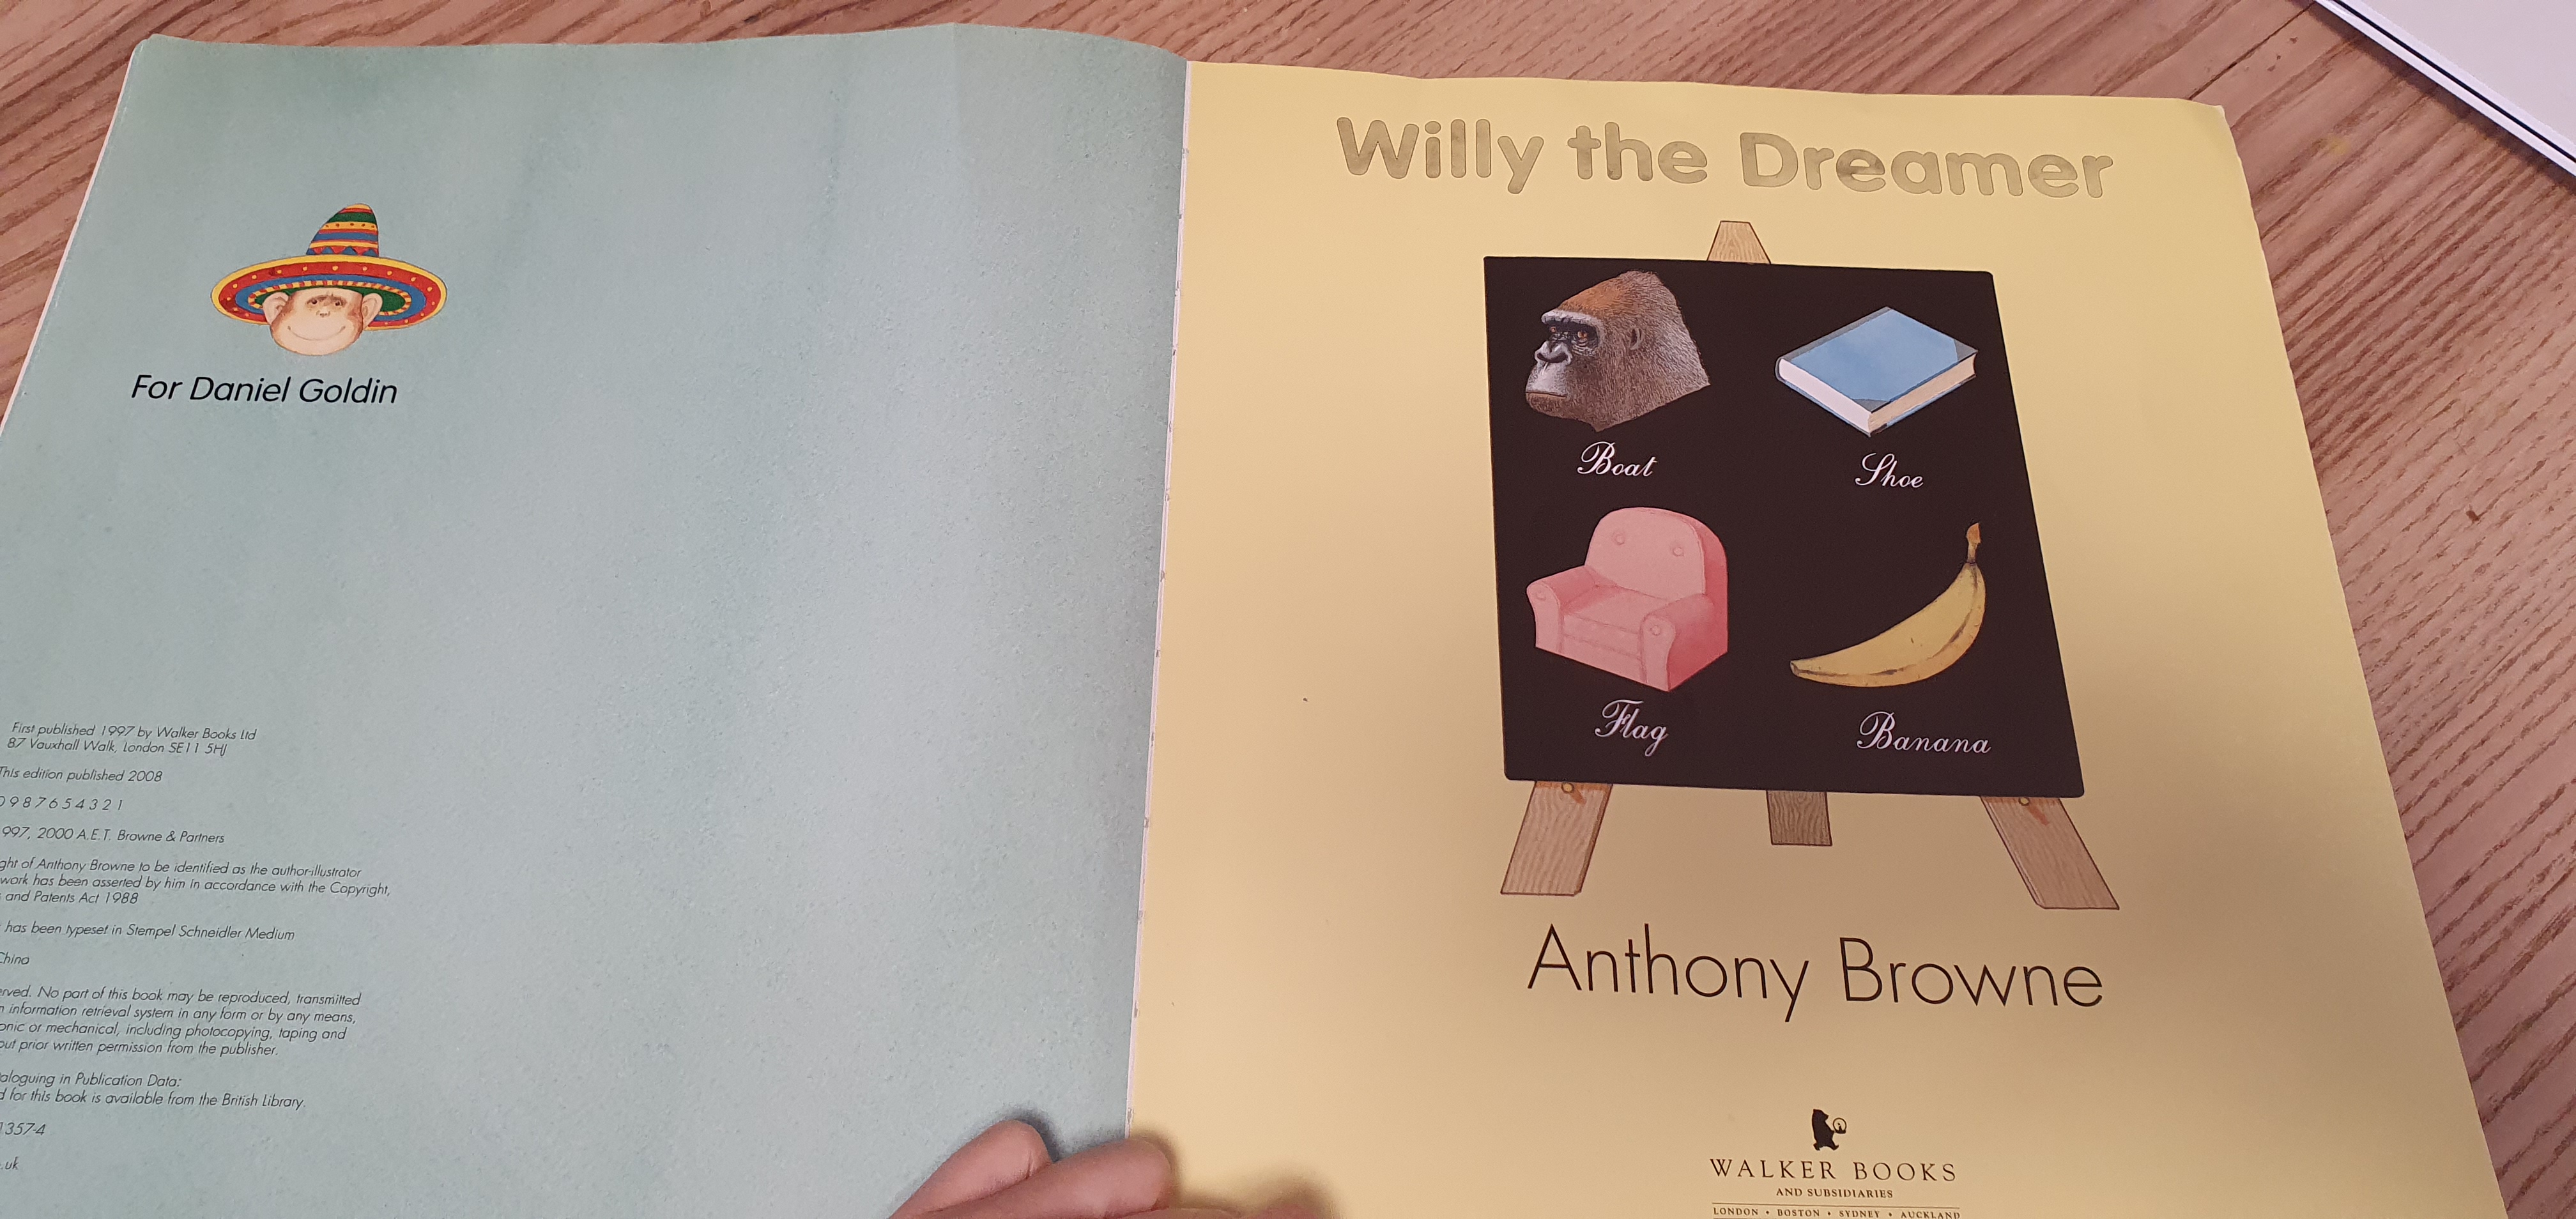 For Daniel Goldin
First published 1997 by Walker Books Ltd
87 Vauxhall Walk, London SE11 5HJ
This edition published 2008
0 9 8 7 6 5 4 3 2 1
997, 2000 A.E.T. Browne & Partners
ght of Anthony Browne to be identified as the author-illustrator
work has been asserted by him in accordance with the Copyright,
and Patents Act 1988
has been typeset in Stempel Schneidler Medium
China
rved. No part of this book may be reproduced, transmitted
n information retrieval system in any form or by any means,
onic or mechanical, including photocopying, taping and
out prior written permission from the publisher.
aloguing in Publication Data:
d for this book is available from the British Library.
1357-4
.uk
Willy the Dreamer
Boat
Shoe
Flag
Banana
Anthony Browne
WALKER BOOKS
AND SUBSIDIARIES
LONDON • BOSTON • SYDNEY • AUCKLAND